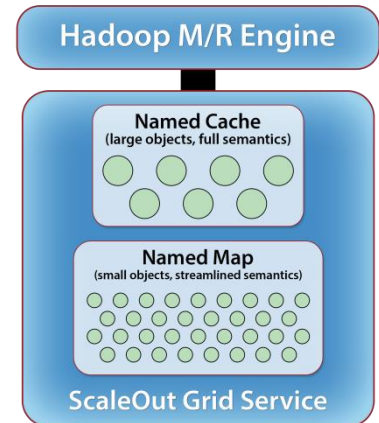 Hadoop M/R Engine
Named Cache
(large objects, full semantics)
Named Map
(small objects, streamlined semantics)
ScaleOut Grid Service